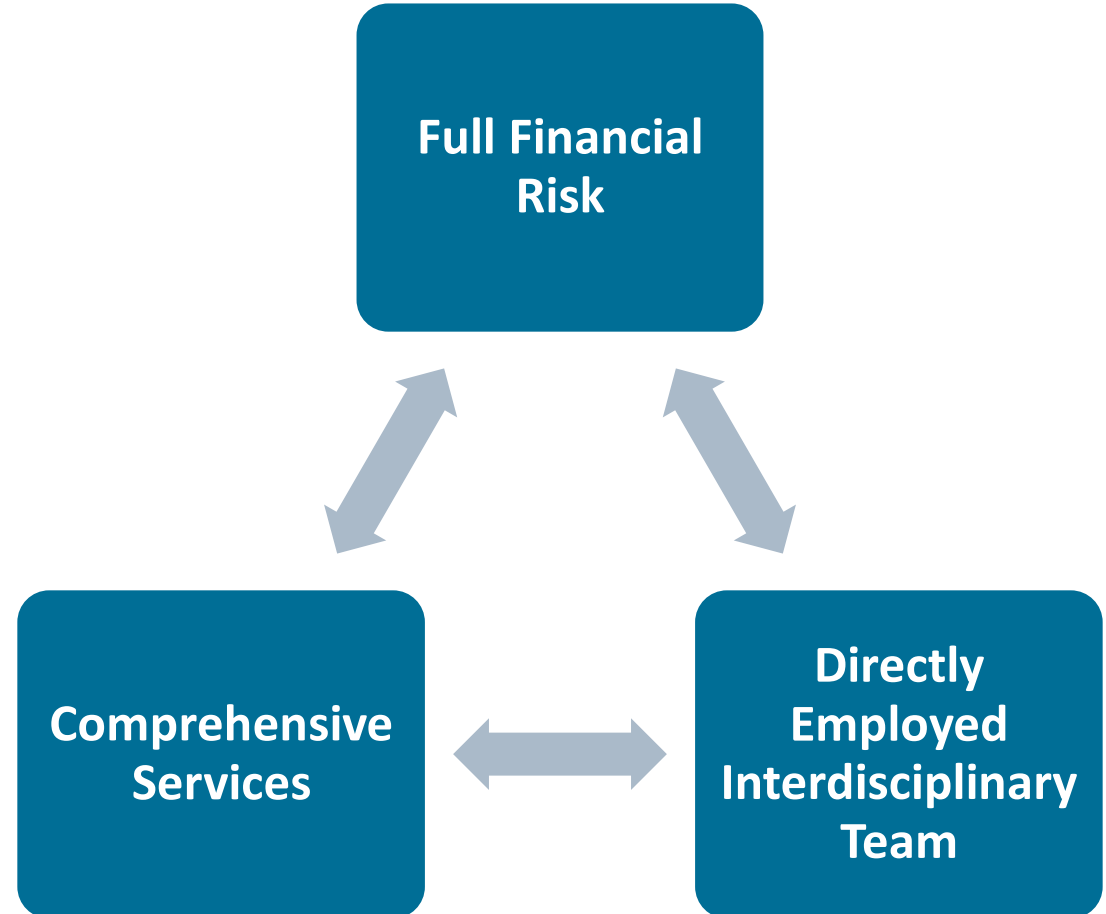 Full Financial
Risk
Comprehensive
Services
Directly
Employed
Interdisciplinary
Team